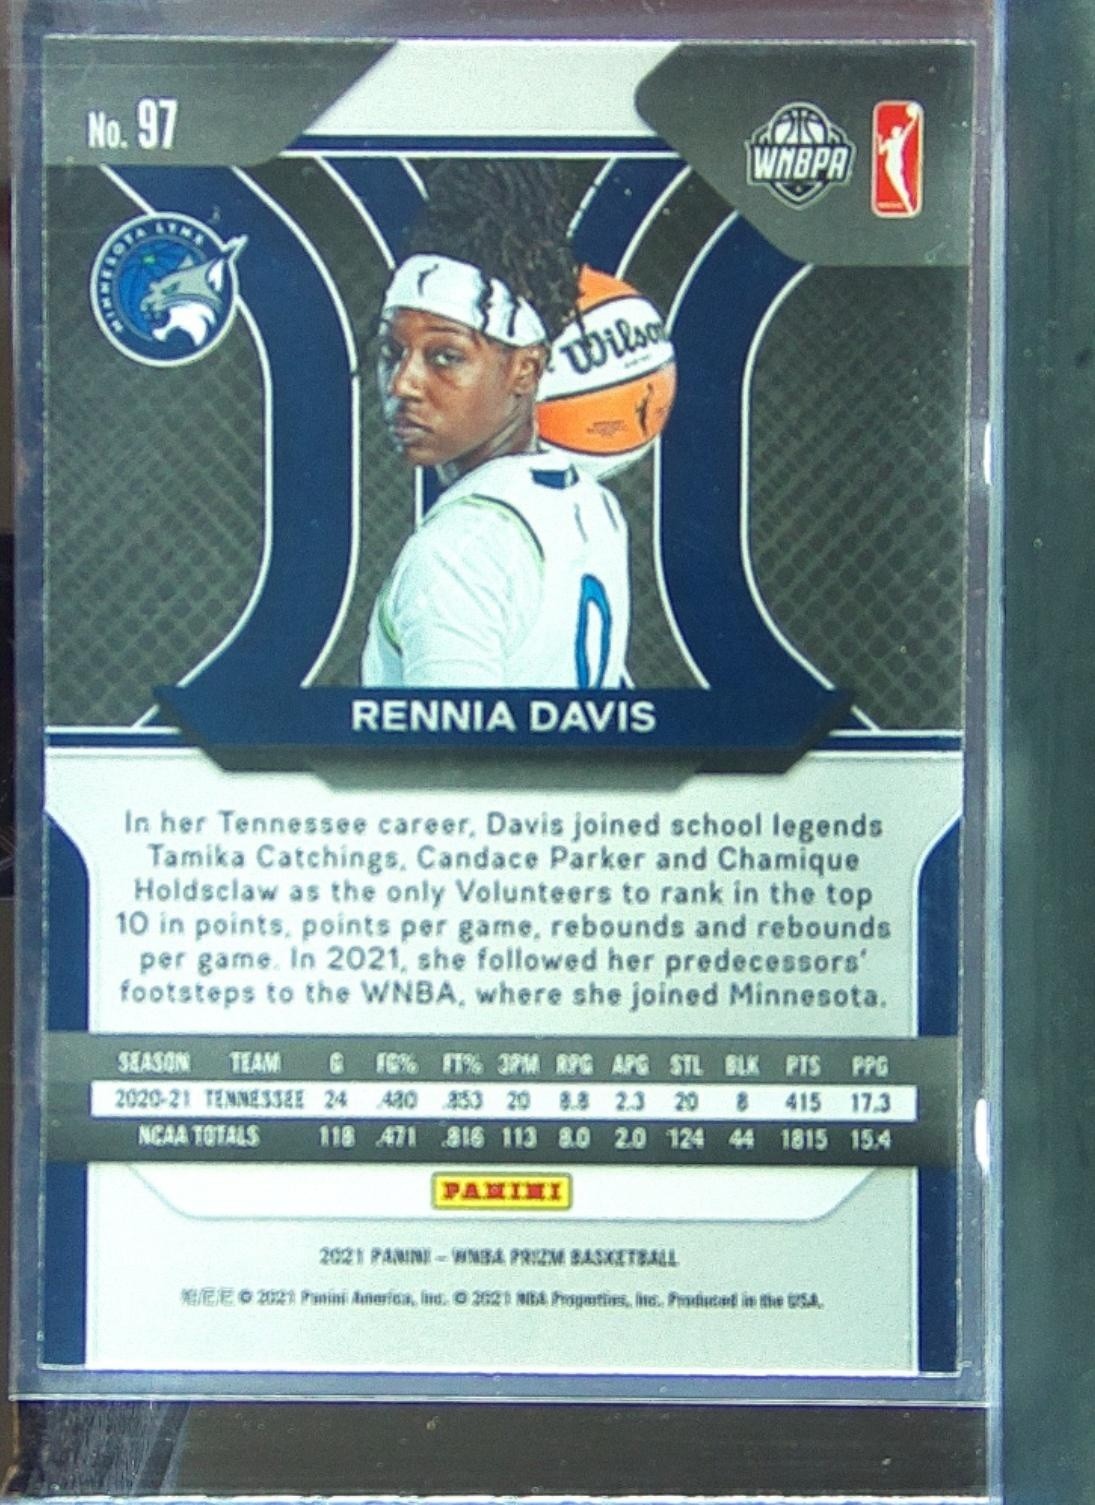 No. 97
WNBPA
MINNESOTA LYNX
Wilson
0
RENNIA DAVIS
In her Tennessee career, Davis joined school legends
Tamika Catchings, Candace Parker and Chamique
Holdsclaw as the only Volunteers to rank in the top
10 in points, points per game, rebounds and rebounds
per game. In 2021, she followed her predecessors'
footsteps to the WNBA, where she joined Minnesota.
SEASON TEAM G FG% FT% 3PM RPG APG STL BLK PTS PPG
2020-21 TENNESSEE 24 .480 .853 20 8.8 2.3 20 8 415 17.3
NCAA TOTALS 118 .471 .816 113 8.0 2.0 124 44 1815 15.4
PANINI
2021 PANINI – WNBA PRIZM BASKETBALL
© 2021 Panini America, Inc. © 2021 NBA Properties, Inc. Produced in the USA.